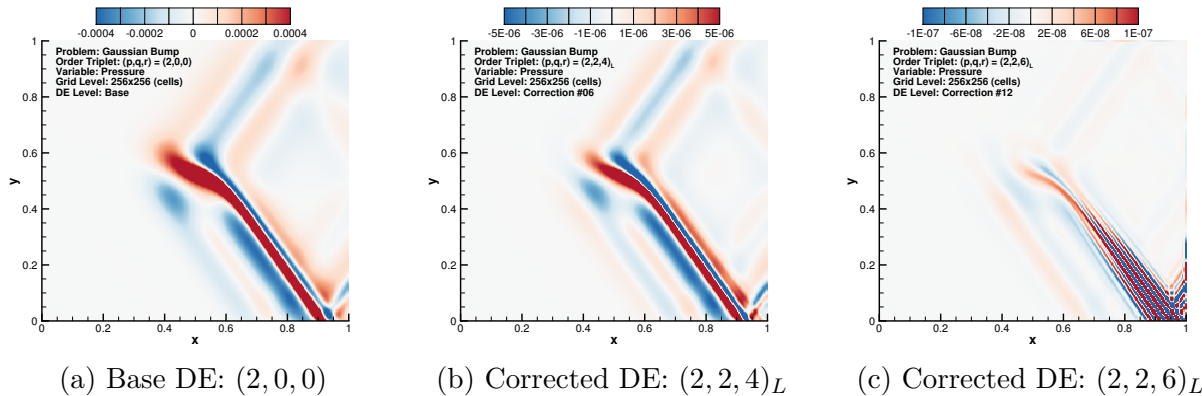 -0.0004 -0.0002 0 0.0002 0.0004
Problem: Gaussian Bump
Order Triplet: (p,q,r) = (2,0,0)
Variable: Pressure
Grid Level: 256x256 (cells)
DE Level: Base
1
0.8
0.6
0.4
0.2
0
y
0 0.2 0.4 0.6 0.8 1
x
(a) Base DE: (2, 0, 0)
-5E-06 -3E-06 -1E-06 1E-06 3E-06 5E-06
Problem: Gaussian Bump
Order Triplet: (p,q,r) = (2,2,4)L
Variable: Pressure
Grid Level: 256x256 (cells)
DE Level: Correction #06
1
0.8
0.6
0.4
0.2
0
y
0 0.2 0.4 0.6 0.8 1
x
(b) Corrected DE: (2, 2, 4)L
-1E-07 -6E-08 -2E-08 2E-08 6E-08 1E-07
Problem: Gaussian Bump
Order Triplet: (p,q,r) = (2,2,6)L
Variable: Pressure
Grid Level: 256x256 (cells)
DE Level: Correction #12
1
0.8
0.6
0.4
0.2
0
y
0 0.2 0.4 0.6 0.8 1
x
(c) Corrected DE: (2, 2, 6)L